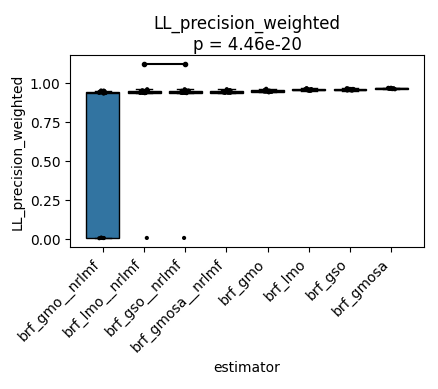 LL_precision_weighted
p = 4.46e-20
LL_precision_weighted
1.00
0.75
0.50
0.25
0.00
brf_gmo__nrlmf
brf_lmo__nrlmf
brf_gso__nrlmf
brf_gmosa__nrlmf
brf_gmo
brf_lmo
brf_gso
brf_gmosa
estimator